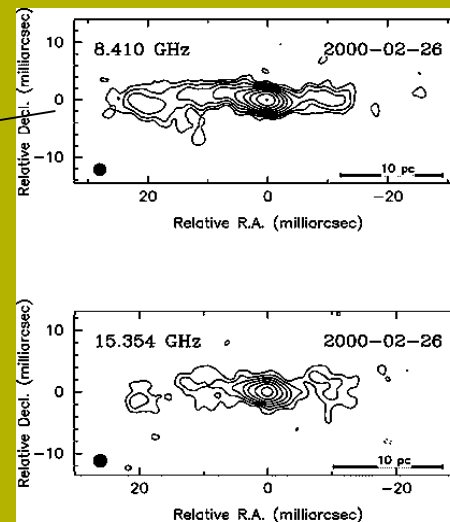 8.410 GHz 2000-02-26
Relative Decl. (milliarcsec)
10
0
-10
10 pc
20 0 -20
Relative R.A. (milliarcsec)
15.354 GHz 2000-02-26
Relative Decl. (milliarcsec)
10
0
-10
10 pc
20 0 -20
Relative R.A. (milliarcsec)